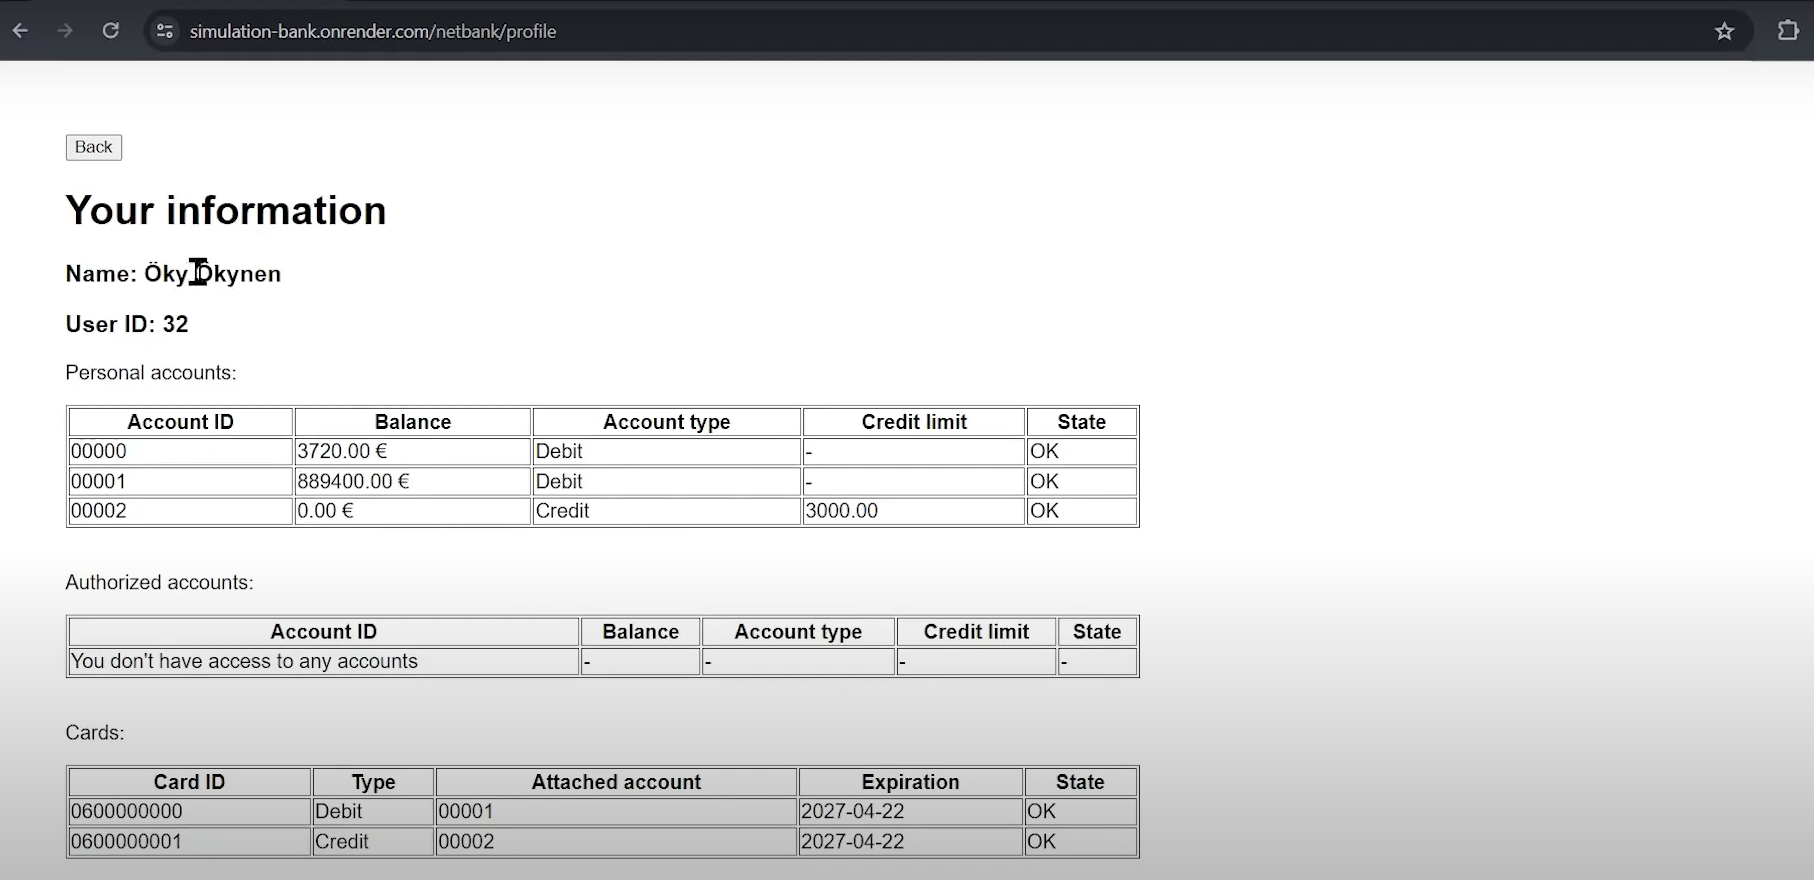 simulation-bank.onrender.com/netbank/profile
Back
Your information
Name: Öky Ökynen
User ID: 32
Personal accounts:
Account ID Balance Account type Credit limit State
00000 3720.00 € Debit - OK
00001 889400.00 € Debit - OK
00002 0.00 € Credit 3000.00 OK
Authorized accounts:
Account ID Balance Account type Credit limit State
You don't have access to any accounts - - - -
Cards:
Card ID Type Attached account Expiration State
0600000000 Debit 00001 2027-04-22 OK
0600000001 Credit 00002 2027-04-22 OK